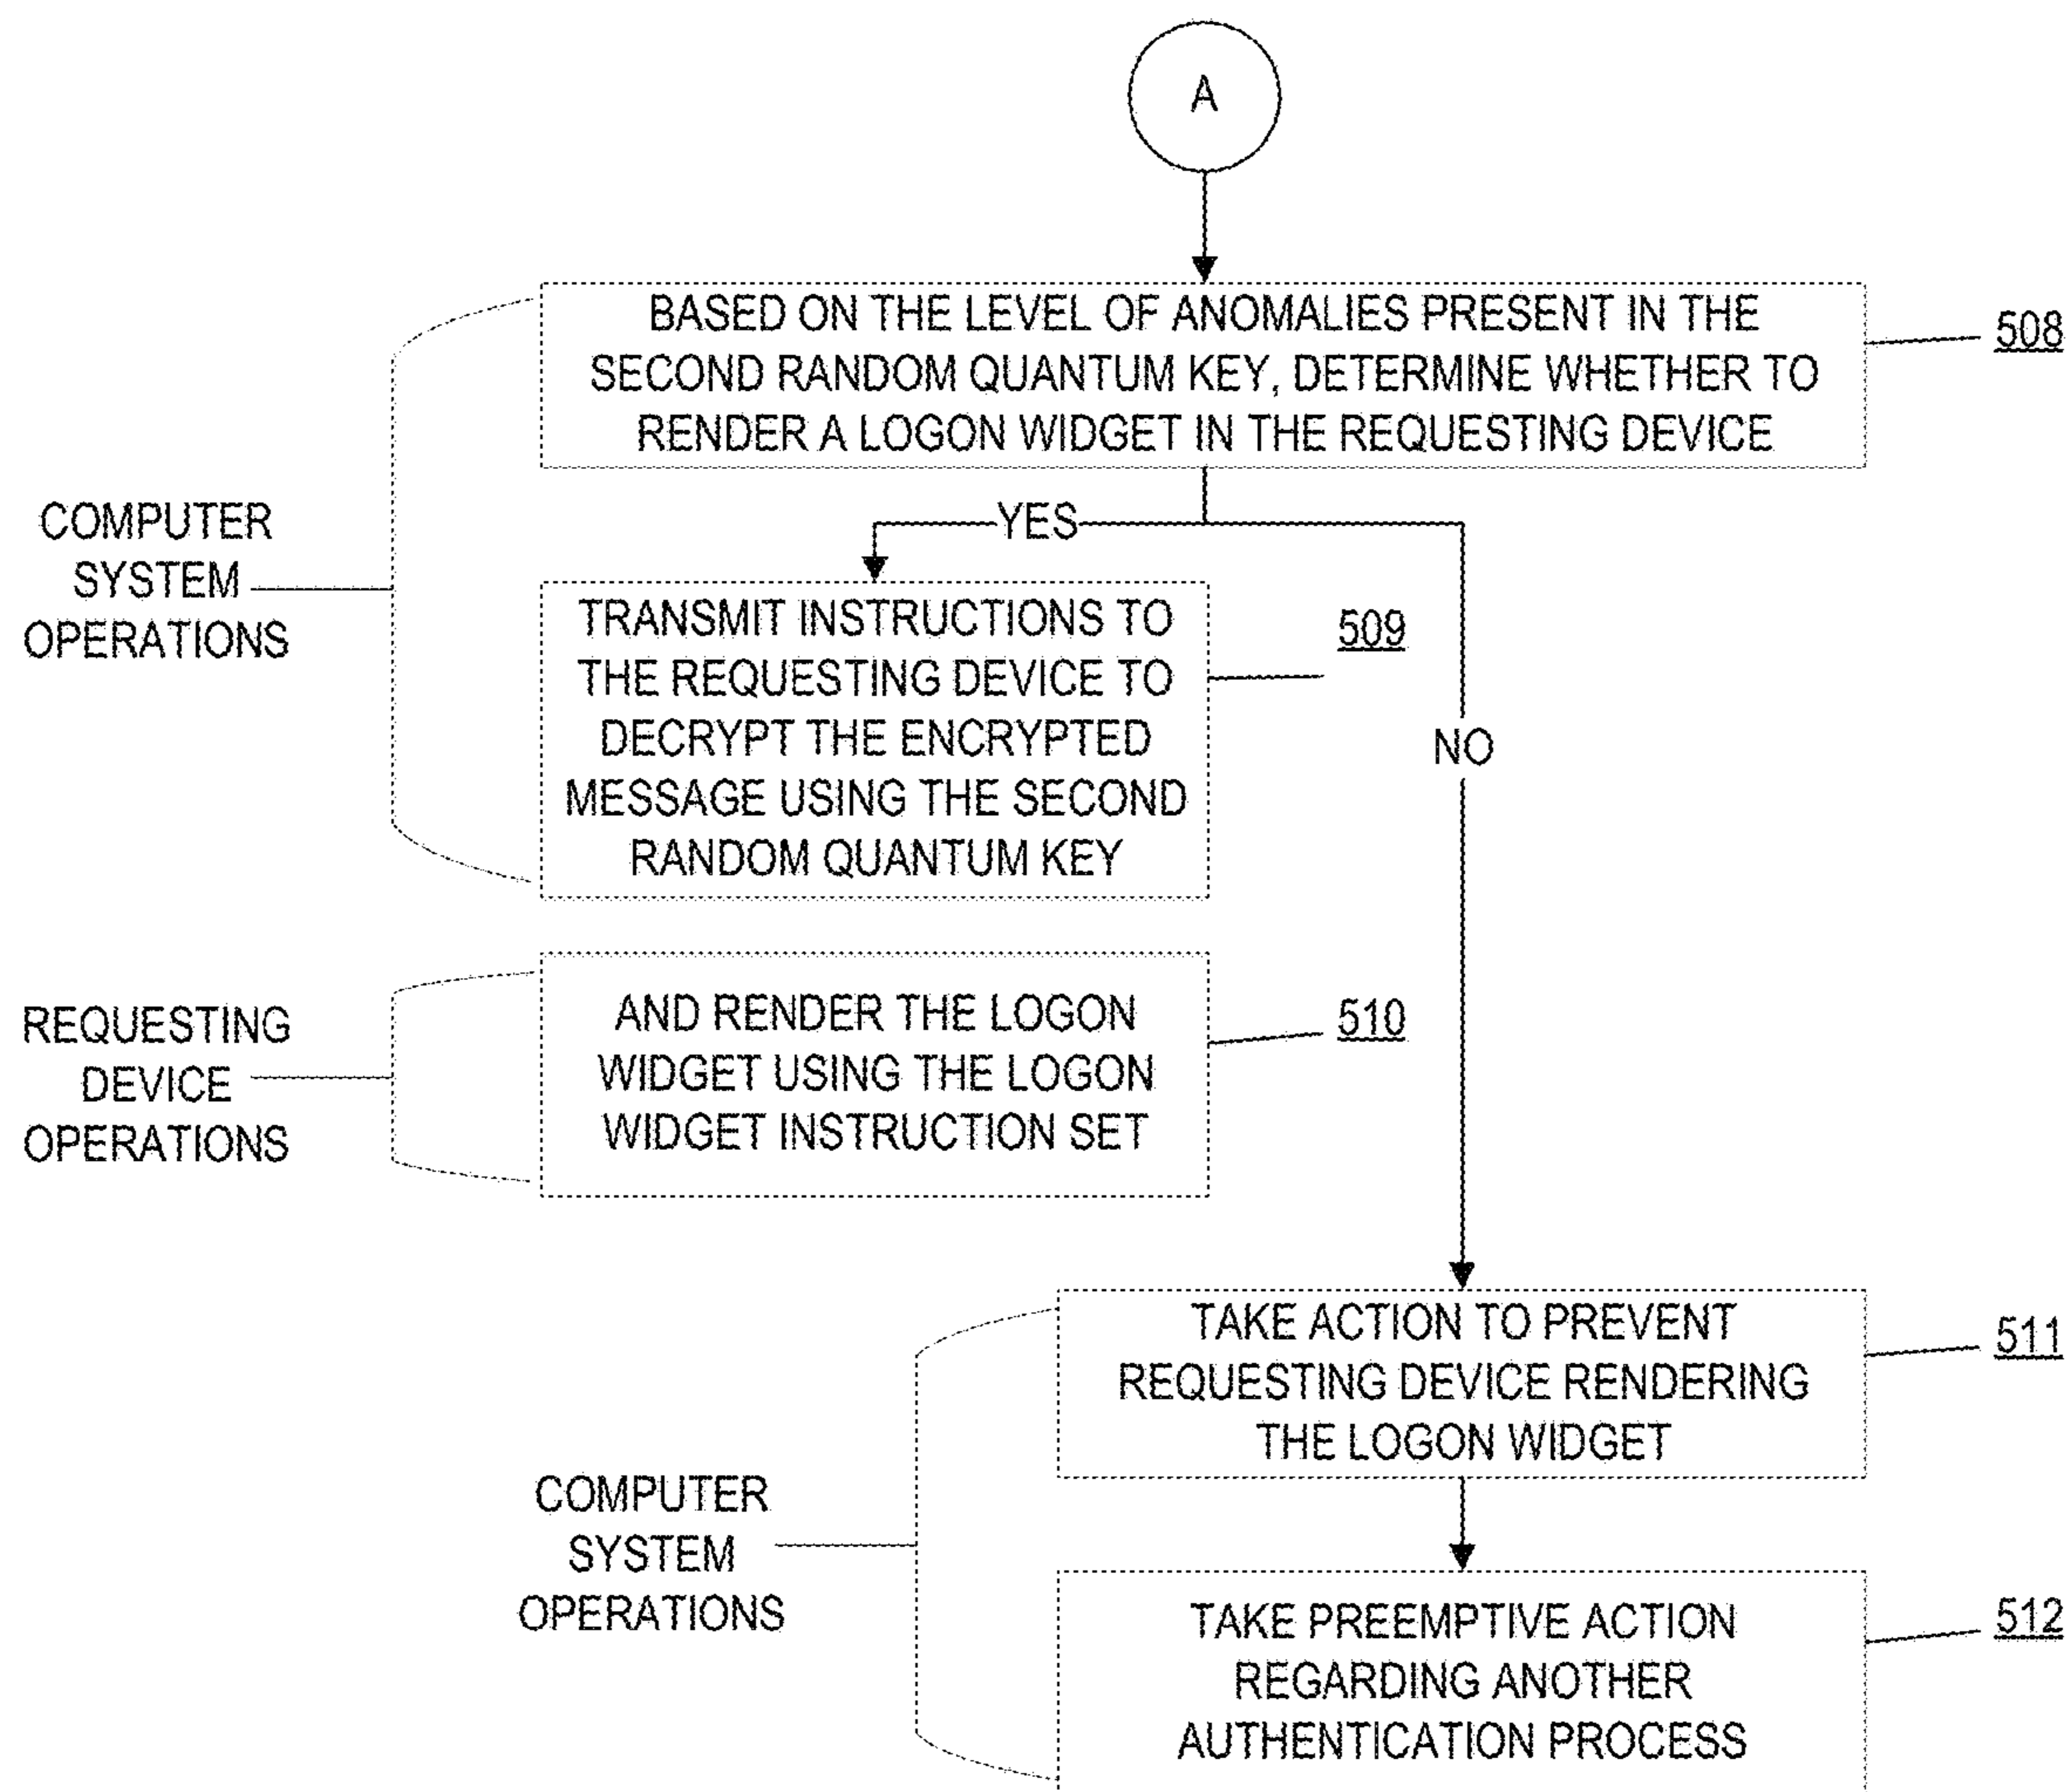 A
BASED ON THE LEVEL OF ANOMALIES PRESENT IN THE
SECOND RANDOM QUANTUM KEY, DETERMINE WHETHER TO
RENDER A LOGON WIDGET IN THE REQUESTING DEVICE
508
COMPUTER
SYSTEM
OPERATIONS
YES
NO
TRANSMIT INSTRUCTIONS TO
THE REQUESTING DEVICE TO
DECRYPT THE ENCRYPTED
MESSAGE USING THE SECOND
RANDOM QUANTUM KEY
509
REQUESTING
DEVICE
OPERATIONS
AND RENDER THE LOGON
WIDGET USING THE LOGON
WIDGET INSTRUCTION SET
510
TAKE ACTION TO PREVENT
REQUESTING DEVICE RENDERING
THE LOGON WIDGET
511
COMPUTER
SYSTEM
OPERATIONS
TAKE PREEMPTIVE ACTION
REGARDING ANOTHER
AUTHENTICATION PROCESS
512